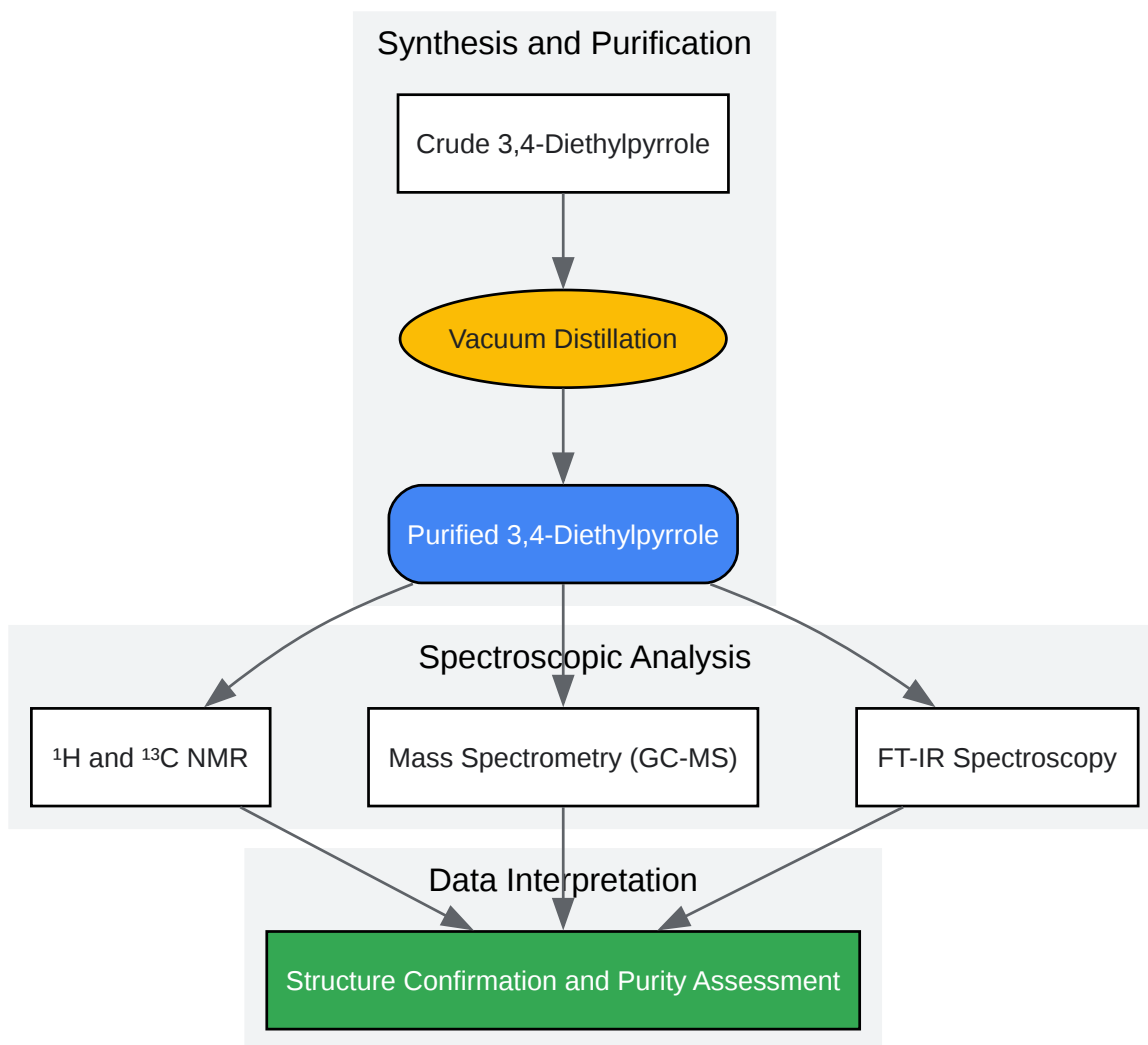 Synthesis and Purification
Crude 3,4-Diethylpyrrole
Vacuum Distillation
Purified 3,4-Diethylpyrrole
Spectroscopic Analysis
¹H and ¹³C NMR
Mass Spectrometry (GC-MS)
FT-IR Spectroscopy
Data Interpretation
Structure Confirmation and Purity Assessment